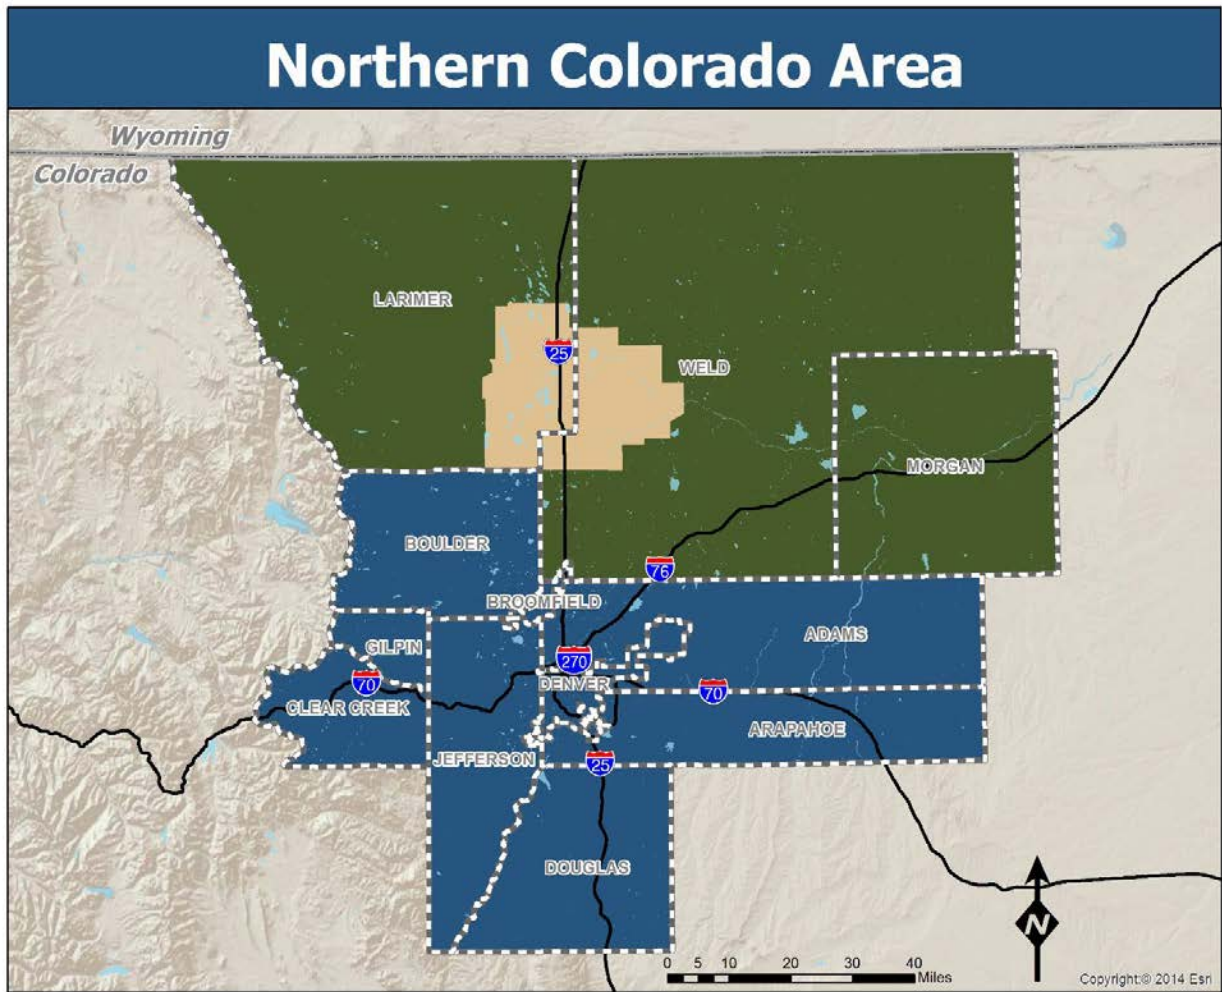 Northern Colorado Area
Wyoming
Colorado
LARIMER
25
WELD
MORGAN
BOULDER
76
BROOMFIELD
ADAMS
GILPIN
270
70
DENVER
70
CLEAR CREEK
ARAPAHOE
JEFFERSON
25
DOUGLAS
N
0 5 10 20 30 40
Miles
Copyright:© 2014 Esri